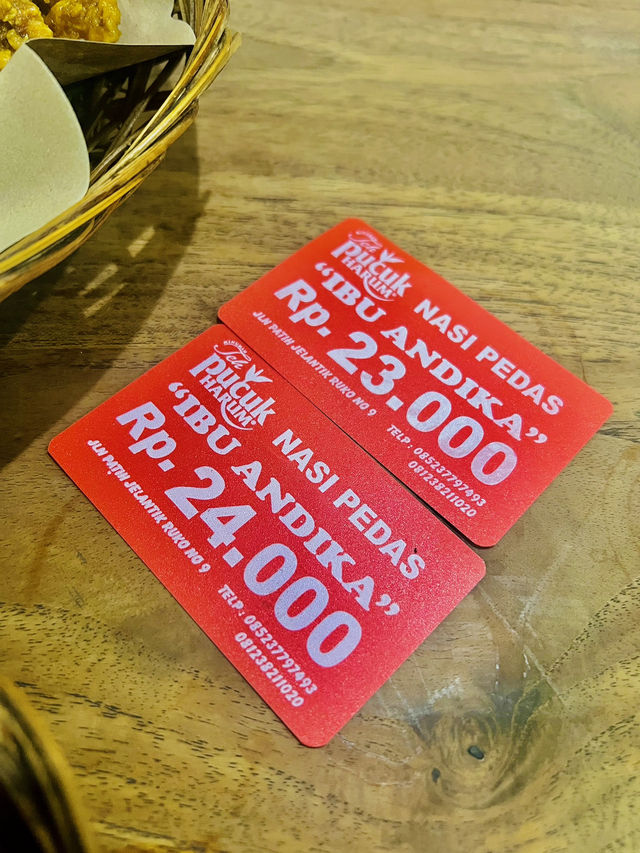 Teh
pucuk
HARUM
NASI PEDAS
"IBU ANDIKA"
Rp. 23.000
JLN PATIH JELANTIK RUKO NO 9
TELP : 085237797493
081238211020
MINUMAN
Teh
pucuk
HARUM
NASI PEDAS
"IBU ANDIKA"
Rp. 24.000
JLN PATIH JELANTIK RUKO NO 9
TELP : 085237797493
081238211020